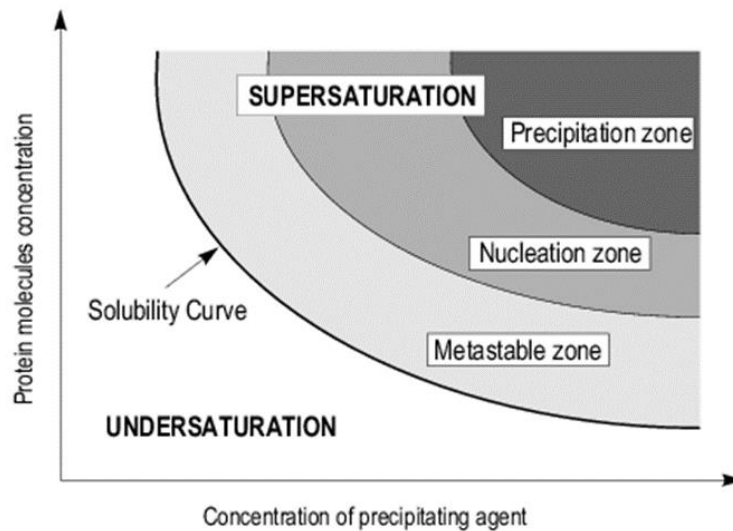 Protein molecules concentration
SUPERSATURATION
Precipitation zone
Nucleation zone
Solubility Curve
Metastable zone
UNDERSATURATION
Concentration of precipitating agent